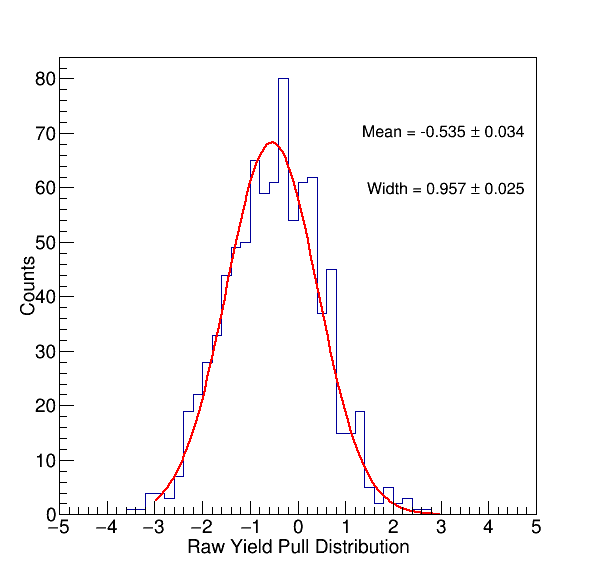 80
70
60
50
40
30
20
10
0
Counts
Mean = -0.535 ± 0.034
Width = 0.957 ± 0.025
−5 −4 −3 −2 −1 0 1 2 3 4 5
Raw Yield Pull Distribution